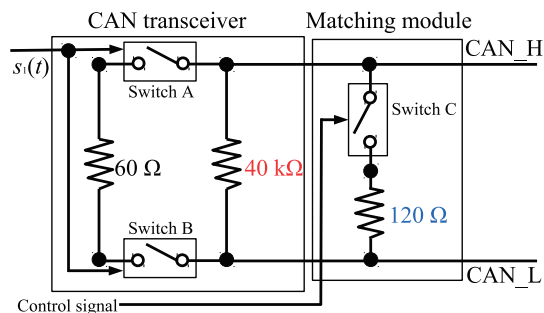 CAN transceiver
Matching module
CAN_H
s₁(t)
Switch A
Switch C
60 Ω
40 kΩ
120 Ω
Switch B
CAN_L
Control signal